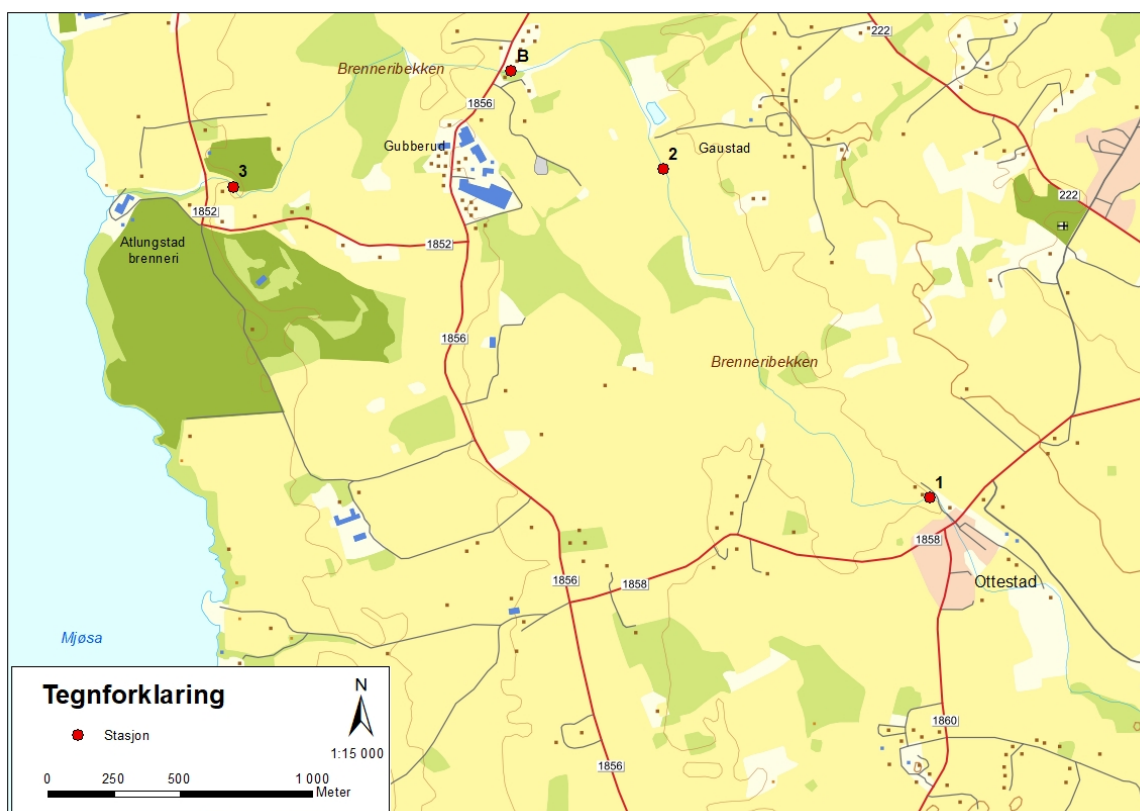 222
B
Brenneribekken
1856
Gubberud
2
Gaustad
3
222
1852
Atlungstad
brenneri
1852
1856
Brenneribekken
1
1858
1856
1858
Ottestad
Mjøsa
1860
1856
Tegnforklaring
N
Stasjon
1:15 000
0 250 500 1 000
Meter